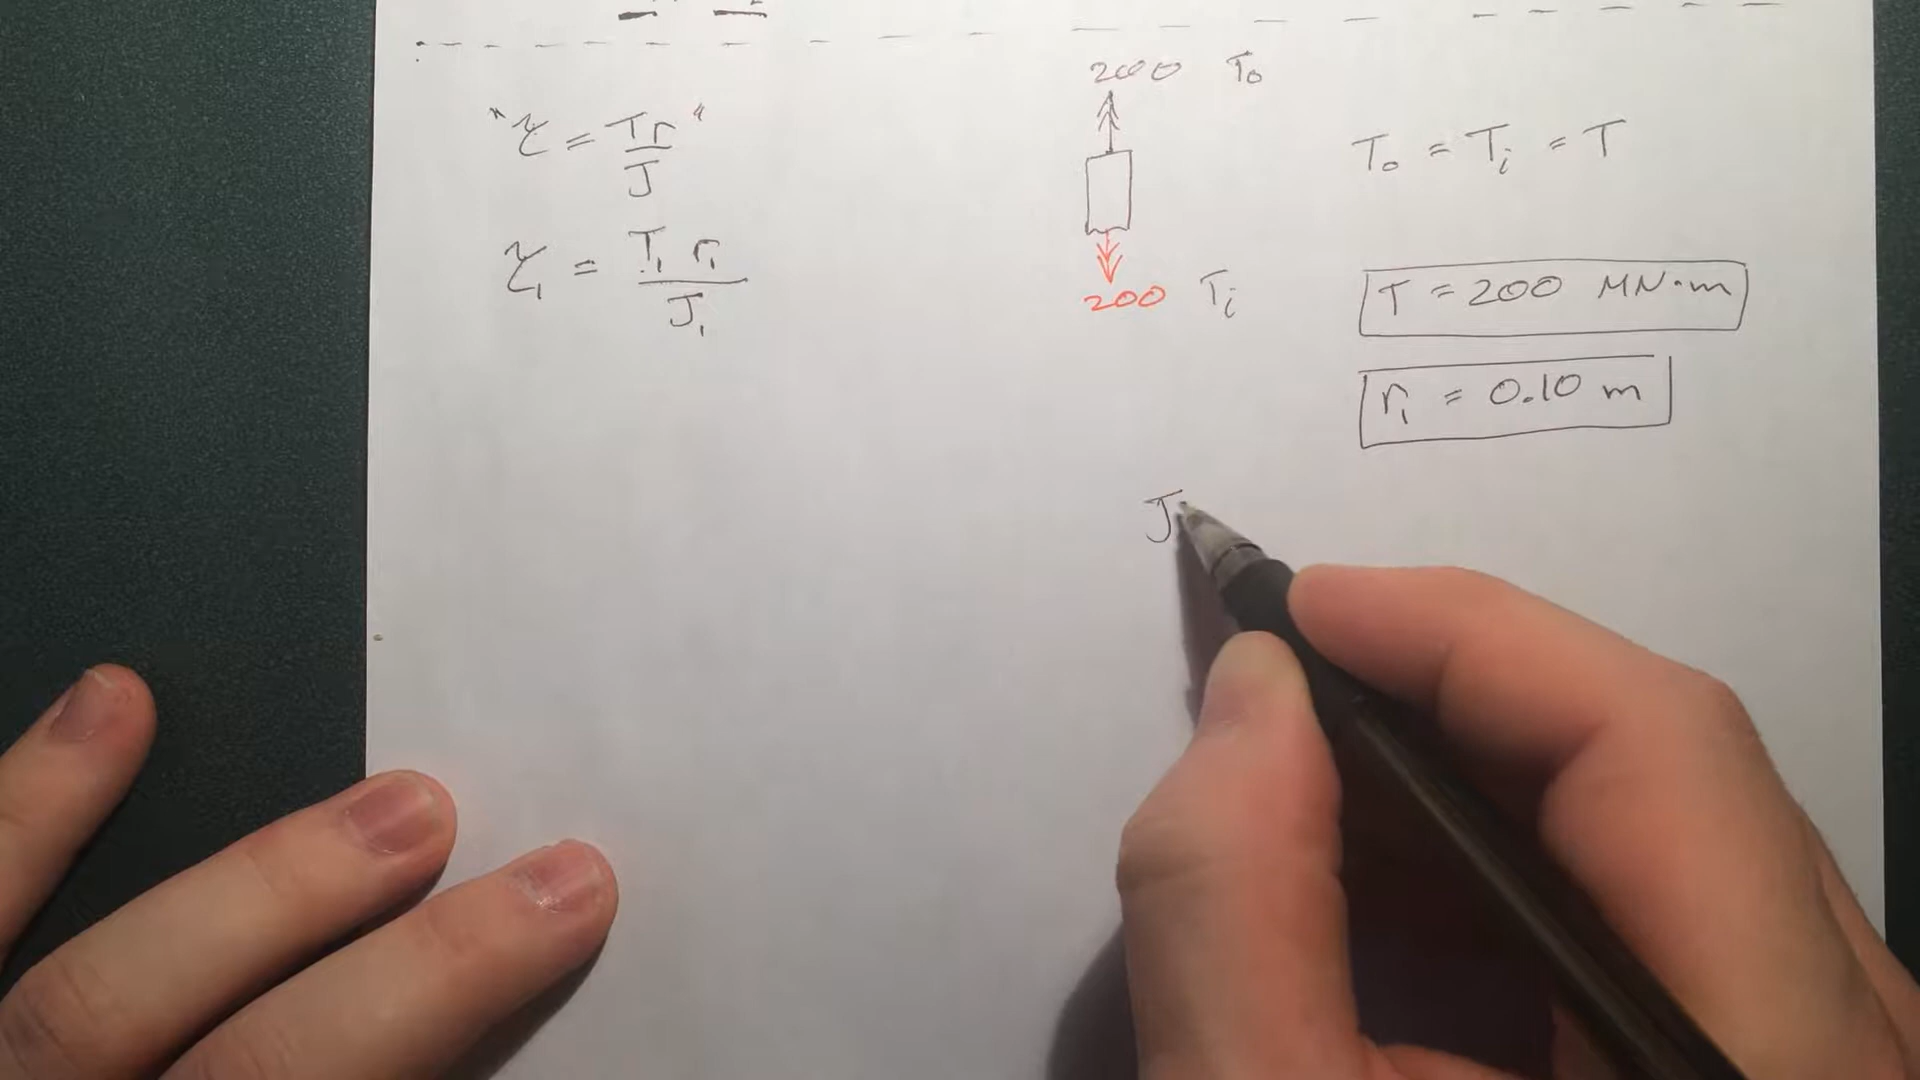 "τ = Tr/J"
τ₁ = T₁ r₁/J₁
200 T₀
200 Tᵢ
T₀ = Tᵢ = T
T = 200 MN·m
r₁ = 0.10 m
J